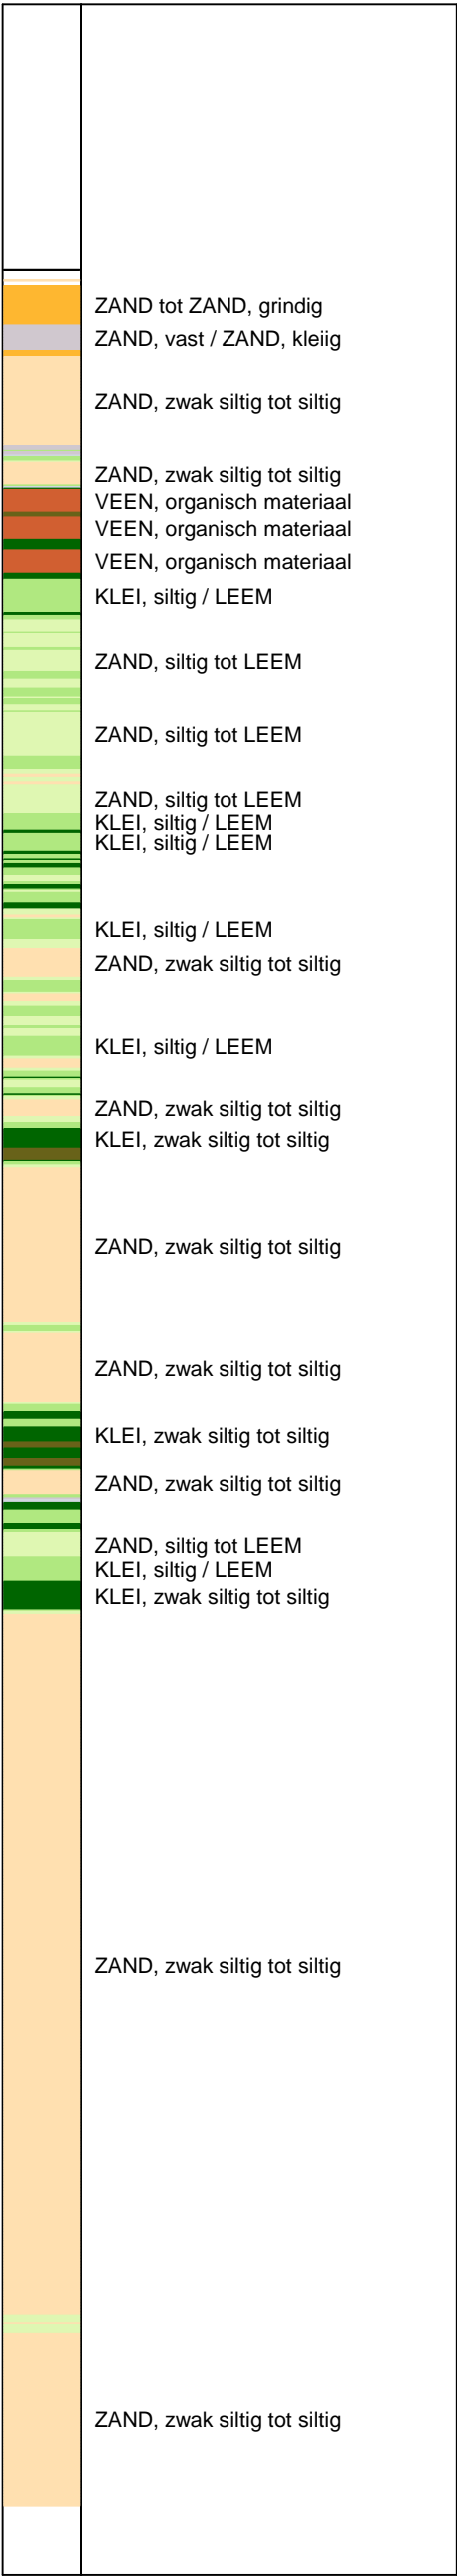 ZAND tot ZAND, grindig
ZAND, vast / ZAND, kleiig
ZAND, zwak siltig tot siltig
ZAND, zwak siltig tot siltig
VEEN, organisch materiaal
VEEN, organisch materiaal
VEEN, organisch materiaal
KLEI, siltig / LEEM
ZAND, siltig tot LEEM
ZAND, siltig tot LEEM
ZAND, siltig tot LEEM
KLEI, siltig / LEEM
KLEI, siltig / LEEM
KLEI, siltig / LEEM
ZAND, zwak siltig tot siltig
KLEI, siltig / LEEM
ZAND, zwak siltig tot siltig
KLEI, zwak siltig tot siltig
ZAND, zwak siltig tot siltig
ZAND, zwak siltig tot siltig
KLEI, zwak siltig tot siltig
ZAND, zwak siltig tot siltig
ZAND, siltig tot LEEM
KLEI, siltig / LEEM
KLEI, zwak siltig tot siltig
ZAND, zwak siltig tot siltig
ZAND, zwak siltig tot siltig